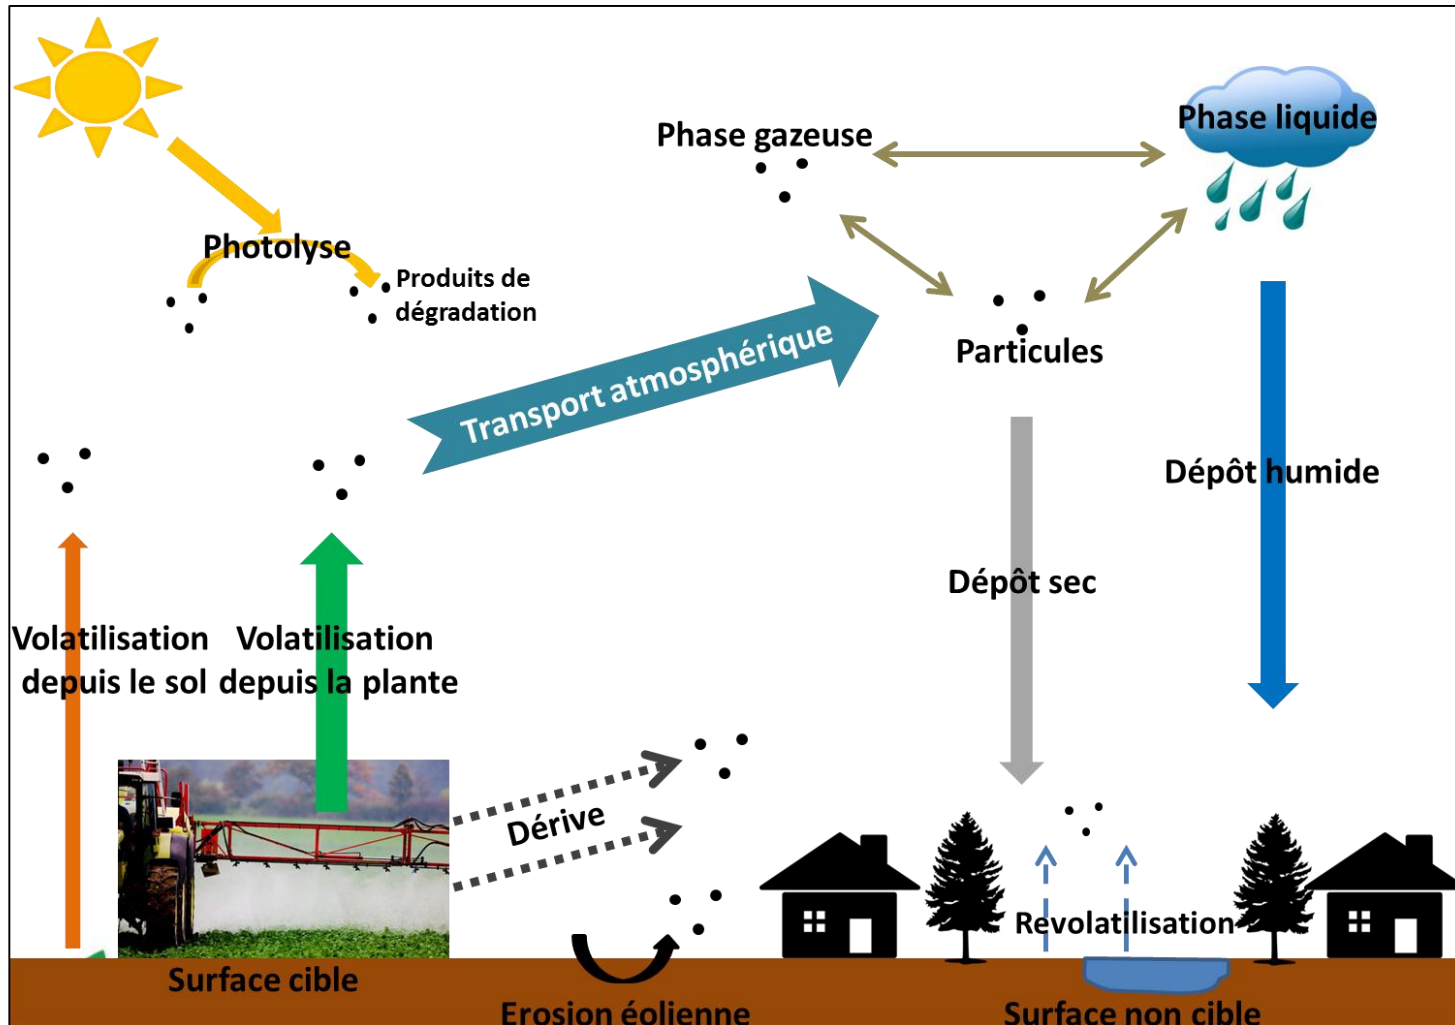 Phase gazeuse
Phase liquide
Photolyse
Produits de
dégradation
Particules
Transport atmosphérique
Dépôt humide
Dépôt sec
Volatilisation
depuis le sol
Volatilisation
depuis la plante
Dérive
Revolatilisation
Surface cible
Erosion éolienne
Surface non cible